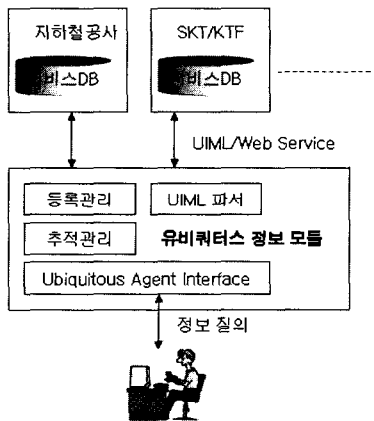 지하철공사
SKT/KTF
비스DB
비스DB
UIML/Web Service
등록관리
UIML 파서
추적관리
유비쿼터스 정보 모듈
Ubiquitous Agent Interface
정보 질의